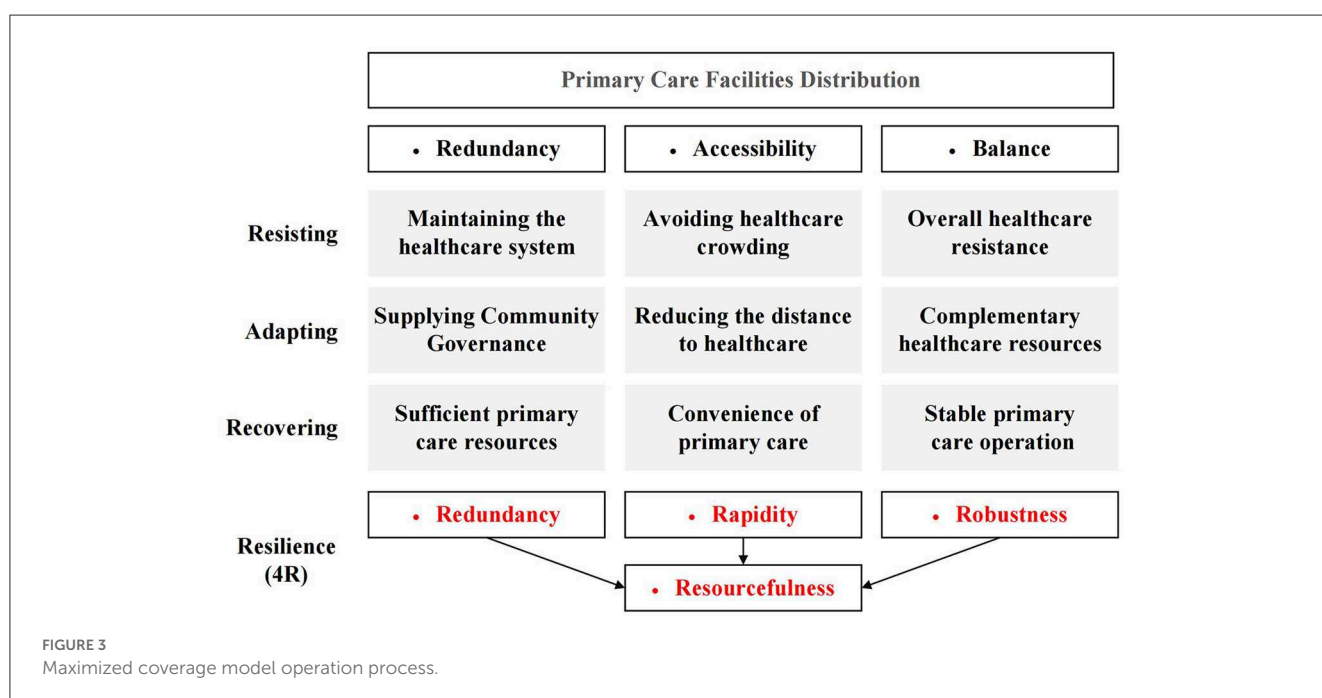 Primary Care Facilities Distribution
• Redundancy
• Accessibility
• Balance
Resisting
Maintaining the
healthcare system
Avoiding healthcare
crowding
Overall healthcare
resistance
Adapting
Supplying Community
Governance
Reducing the distance
to healthcare
Complementary
healthcare resources
Recovering
Sufficient primary
care resources
Convenience of
primary care
Stable primary
care operation
Resilience
(4R)
• Redundancy
• Rapidity
• Robustness
• Resourcefulness
FIGURE 3
Maximized coverage model operation process.